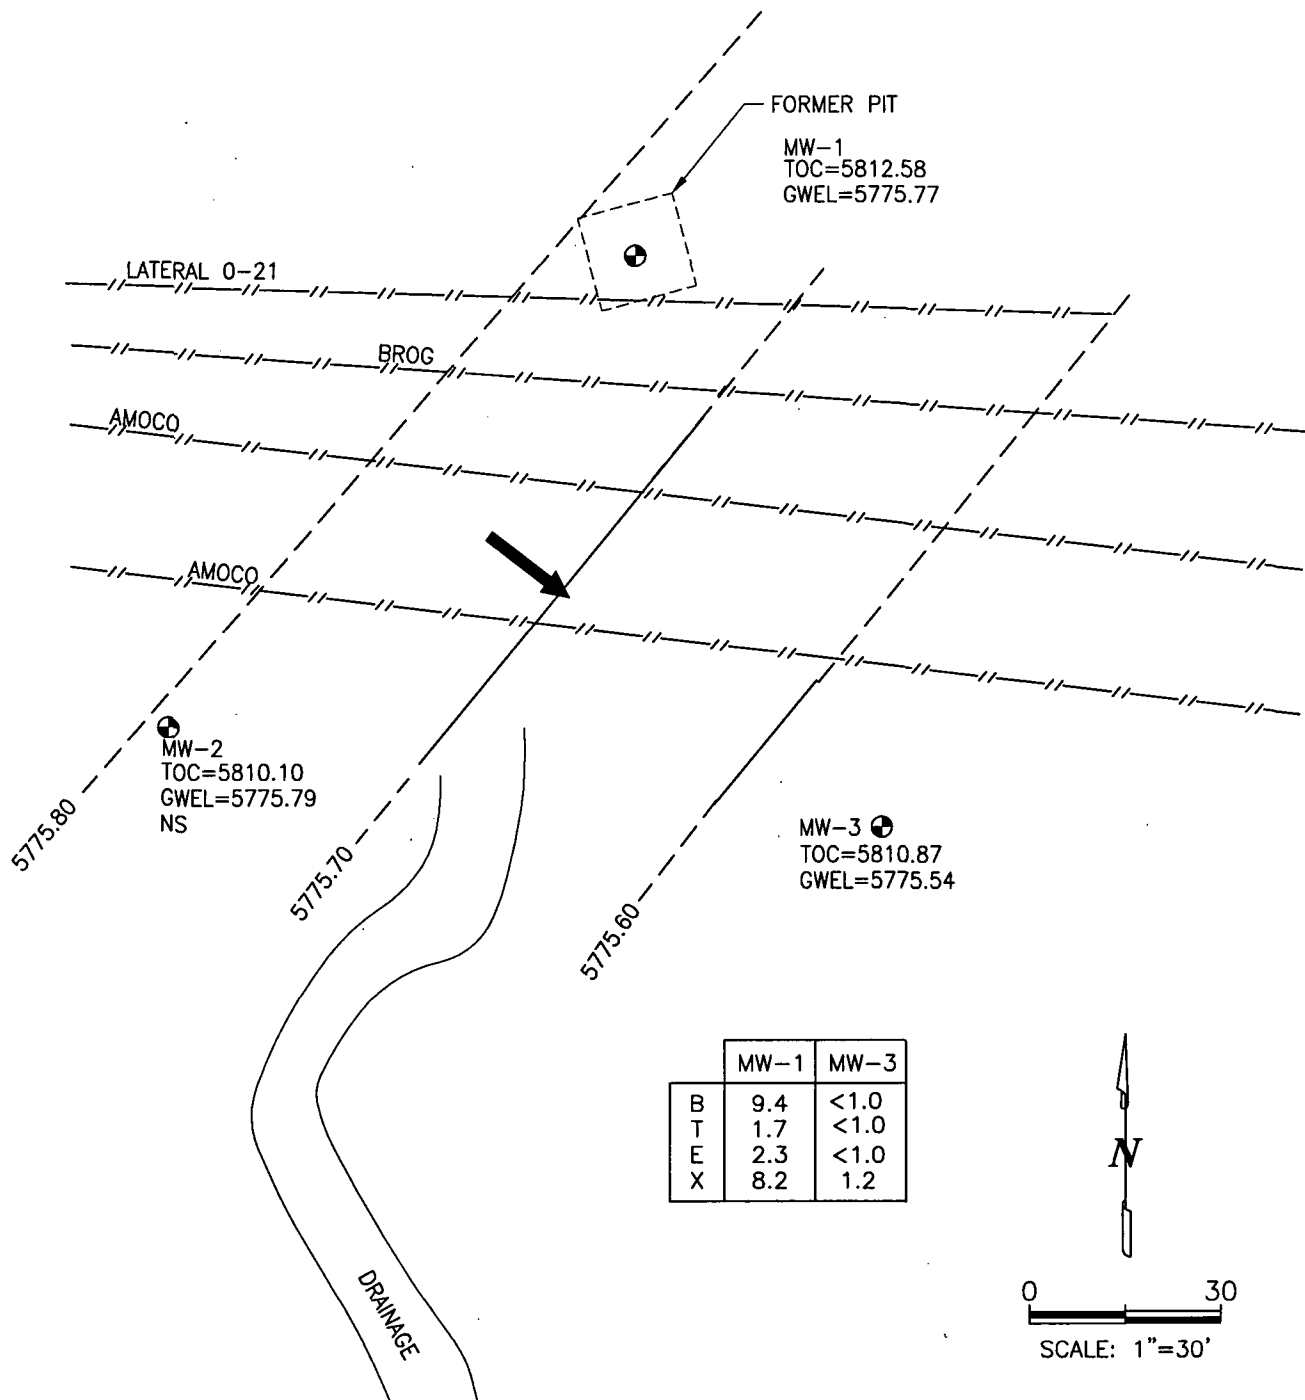 FORMER PIT
MW-1
TOC=5812.58
GWEL=5775.77
LATERAL O-21
BROG
AMOCO
AMOCO
MW-2
TOC=5810.10
GWEL=5775.79
NS
5775.80
5775.70
5775.60
MW-3
TOC=5810.87
GWEL=5775.54
MW-1 MW-3
B 9.4 <1.0
T 1.7 <1.0
E 2.3 <1.0
X 8.2 1.2
N
DRAINAGE
0 30
SCALE: 1"=30'